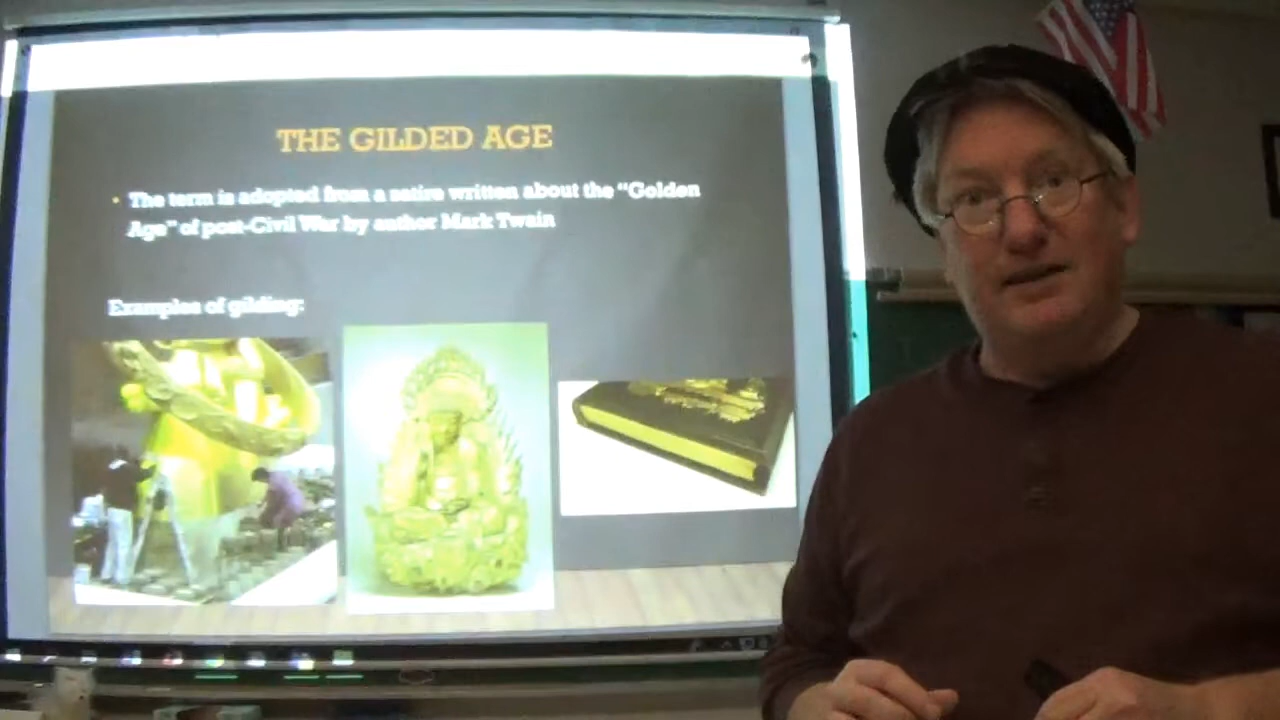 THE GILDED AGE
• The term is adopted from a satire written about the “Golden
Age” of post-Civil War by author Mark Twain
Examples of gilding: